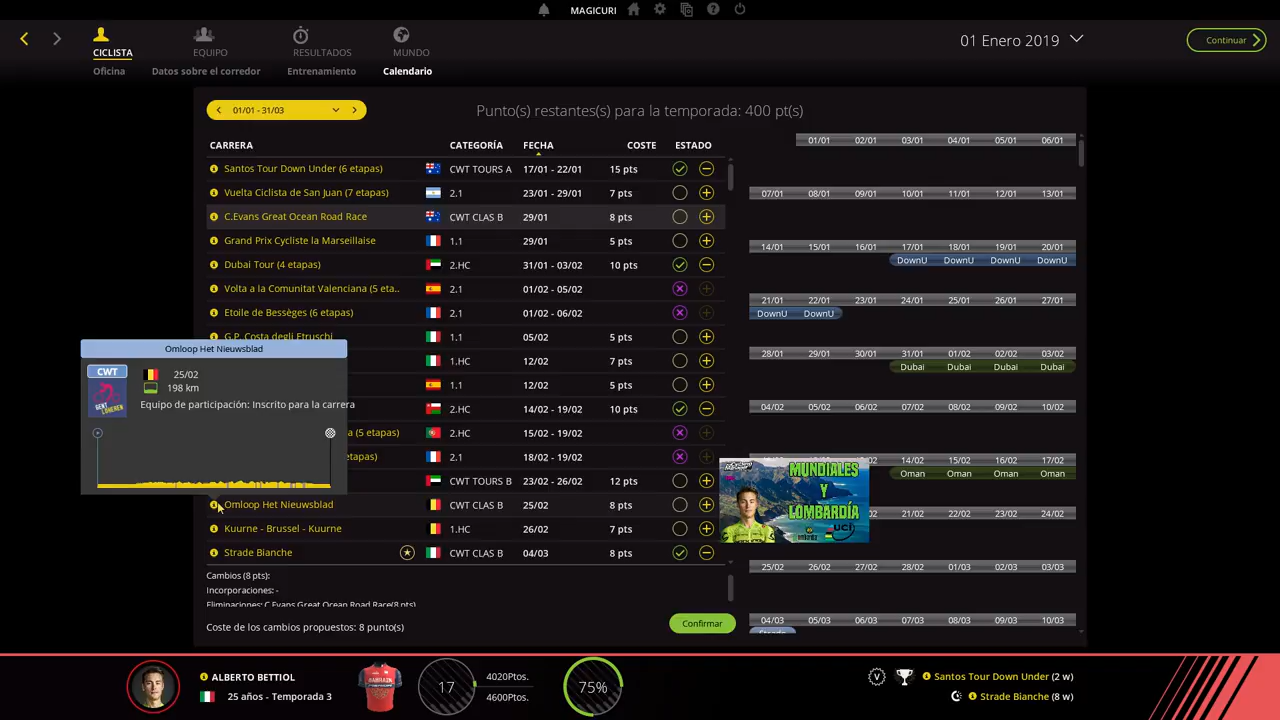 MAGICURI
CICLISTA
EQUIPO
RESULTADOS
MUNDO
01 Enero 2019
Continuar
Oficina
Datos sobre el corredor
Entrenamiento
Calendario
01/01 - 31/03
Punto(s) restantes(s) para la temporada: 400 pt(s)
CARRERA CATEGORÍA FECHA COSTE ESTADO
Santos Tour Down Under (6 etapas) CWT TOURS A 17/01 - 22/01 15 pts
Vuelta Ciclista de San Juan (7 etapas) 2.1 23/01 - 29/01 7 pts
C.Evans Great Ocean Road Race CWT CLAS B 29/01 8 pts
Grand Prix Cycliste la Marseillaise 1.1 29/01 5 pts
Dubai Tour (4 etapas) 2.HC 31/01 - 03/02 10 pts
Volta a la Comunitat Valenciana (5 eta.. 2.1 01/02 - 05/02
Etoile de Bessèges (6 etapas) 2.1 01/02 - 06/02
G.P. Costa degli Etruschi 1.1 05/02 5 pts
1.HC 12/02 7 pts
1.1 12/02 5 pts
2.HC 14/02 - 19/02 10 pts
a (5 etapas) 2.HC 15/02 - 19/02
etapas) 2.1 18/02 - 19/02
CWT TOURS B 23/02 - 26/02 12 pts
Omloop Het Nieuwsblad CWT CLAS B 25/02 8 pts
Kuurne - Brussel - Kuurne 1.HC 26/02 7 pts
Strade Bianche CWT CLAS B 04/03 8 pts
Omloop Het Nieuwsblad
CWT
25/02
198 km
Equipo de participación: Inscrito para la carrera
GENT
Cambios (8 pts):
Incorporaciones: -
Eliminaciones: C.Evans Great Ocean Road Race(8 pts)
Coste de los cambios propuestos: 8 punto(s)
Confirmar
01/01 02/01 03/01 04/01 05/01 06/01
07/01 08/01 09/01 10/01 11/01 12/01 13/01
14/01 15/01 16/01 17/01 18/01 19/01 20/01
DownU DownU DownU DownU
21/01 22/01 23/01 24/01 25/01 26/01 27/01
DownU DownU
28/01 29/01 30/01 31/01 01/02 02/02 03/02
Dubai Dubai Dubai Dubai
04/02 05/02 06/02 07/02 08/02 09/02 10/02
14/02 15/02 16/02 17/02
Oman Oman Oman Oman
21/02 22/02 23/02 24/02
25/02 26/02 27/02 28/02 01/03 02/03 03/03
04/03 05/03 06/03 07/03 08/03 09/03 10/03
Strade
MUNDIALES
Y
LOMBARDÍA
uci
ALBERTO BETTIOL
25 años - Temporada 3
17
4020Ptos.
4600Ptos.
75%
V
Santos Tour Down Under (2 w)
Strade Bianche (8 w)